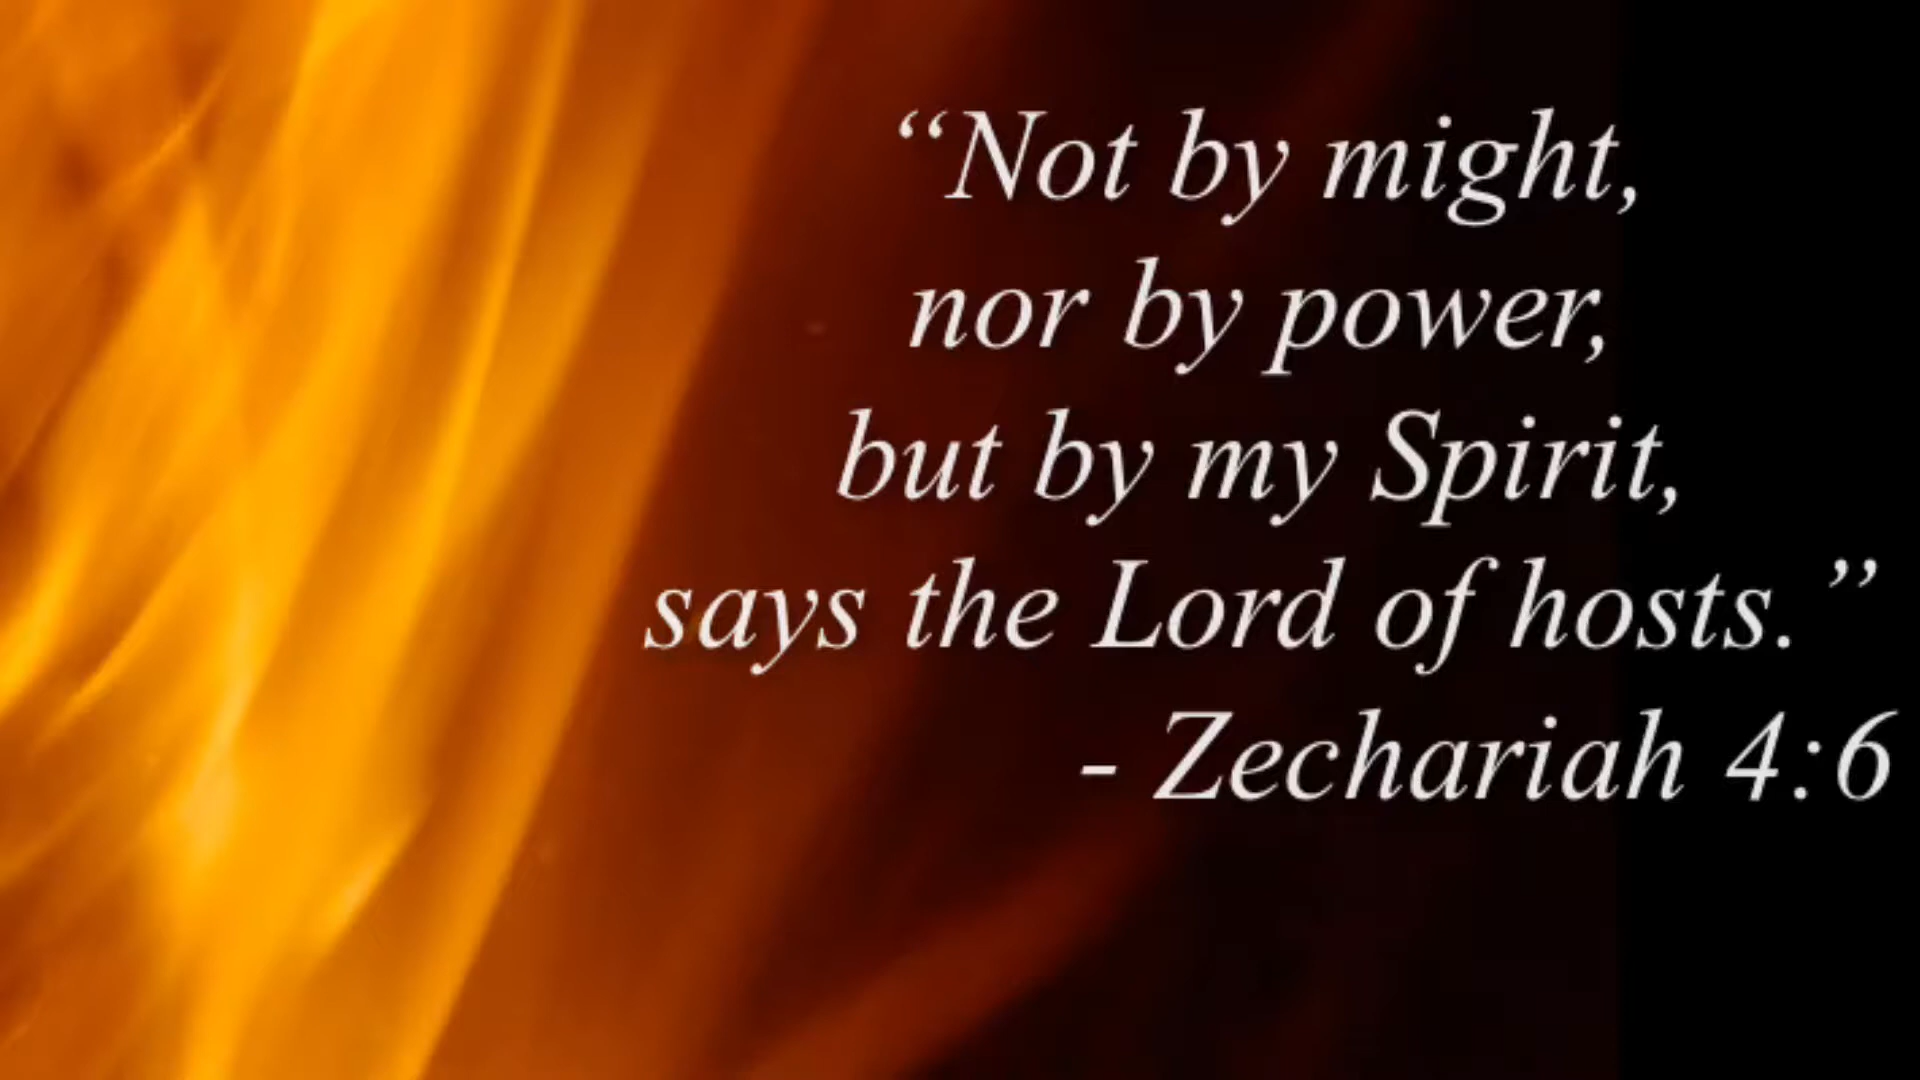 “Not by might,
nor by power,
but by my Spirit,
says the Lord of hosts.”
- Zechariah 4:6